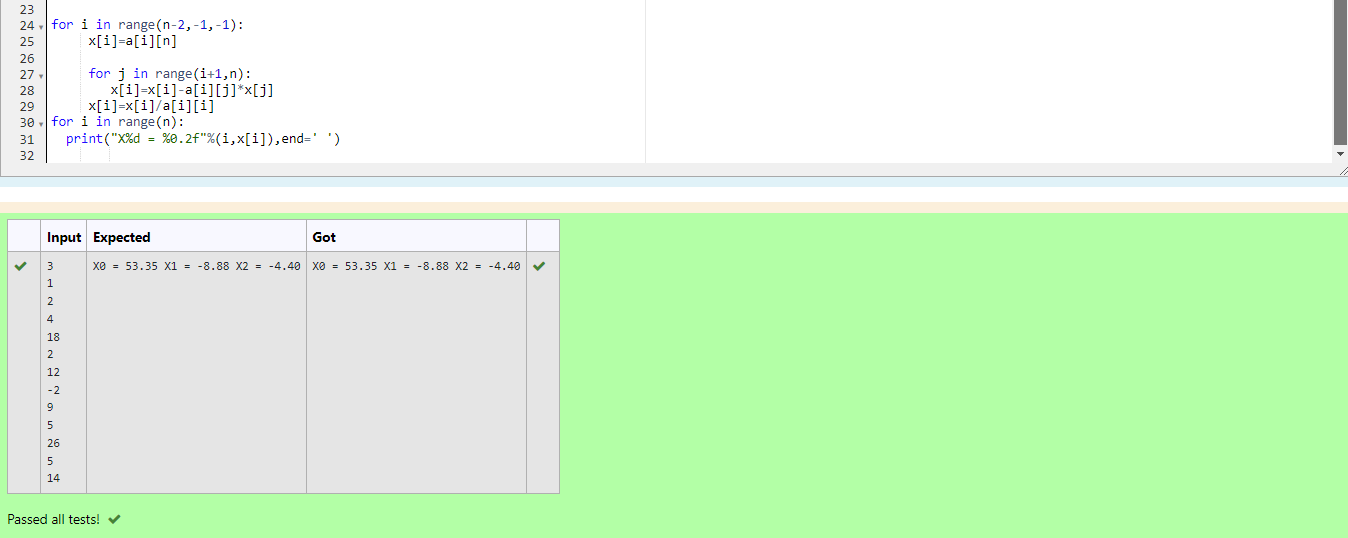 23
24 for i in range(n-2,-1,-1):
25 x[i]=a[i][n]
26
27 for j in range(i+1,n):
28 x[i]=x[i]-a[i][j]*x[j]
29 x[i]=x[i]/a[i][i]
30 for i in range(n):
31 print("X%d = %0.2f"%(i,x[i]),end=' ')
32
Input Expected Got
3 X0 = 53.35 X1 = -8.88 X2 = -4.40 X0 = 53.35 X1 = -8.88 X2 = -4.40
1
2
4
18
2
12
-2
9
5
26
5
14
Passed all tests!